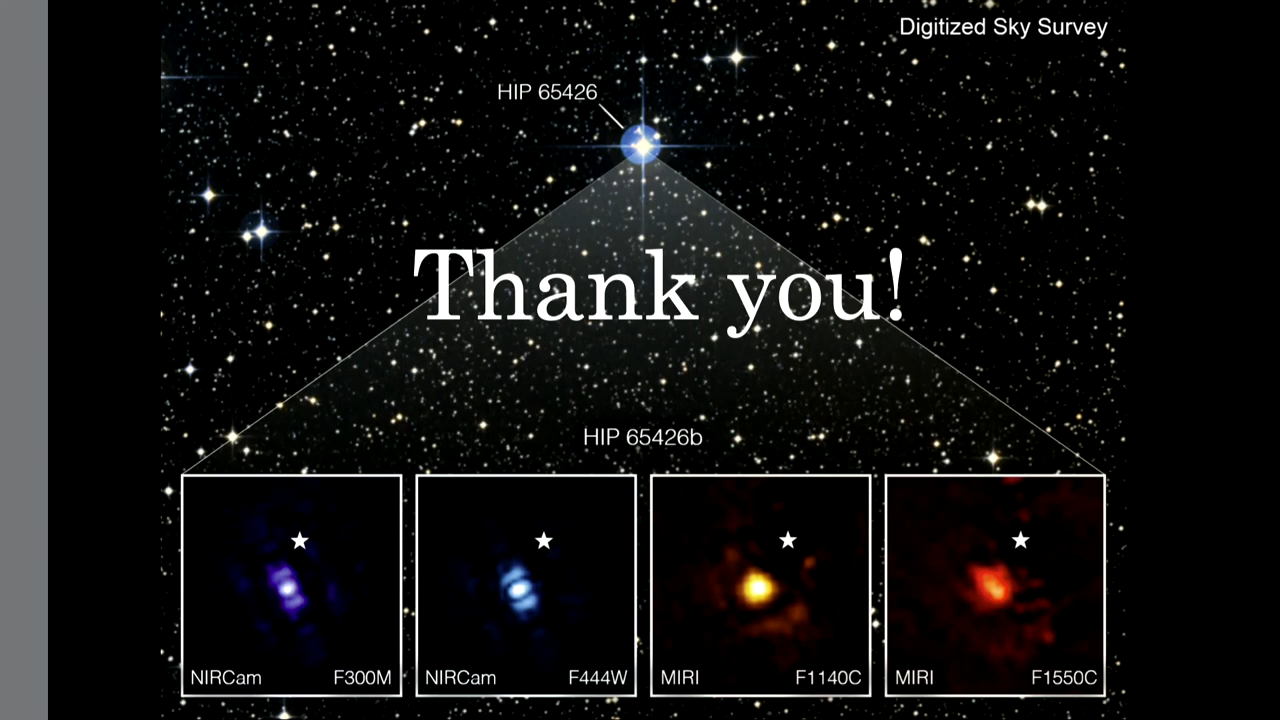 Digitized Sky Survey
HIP 65426
Thank you!
HIP 65426b
NIRCam F300M
NIRCam F444W
MIRI F1140C
MIRI F1550C